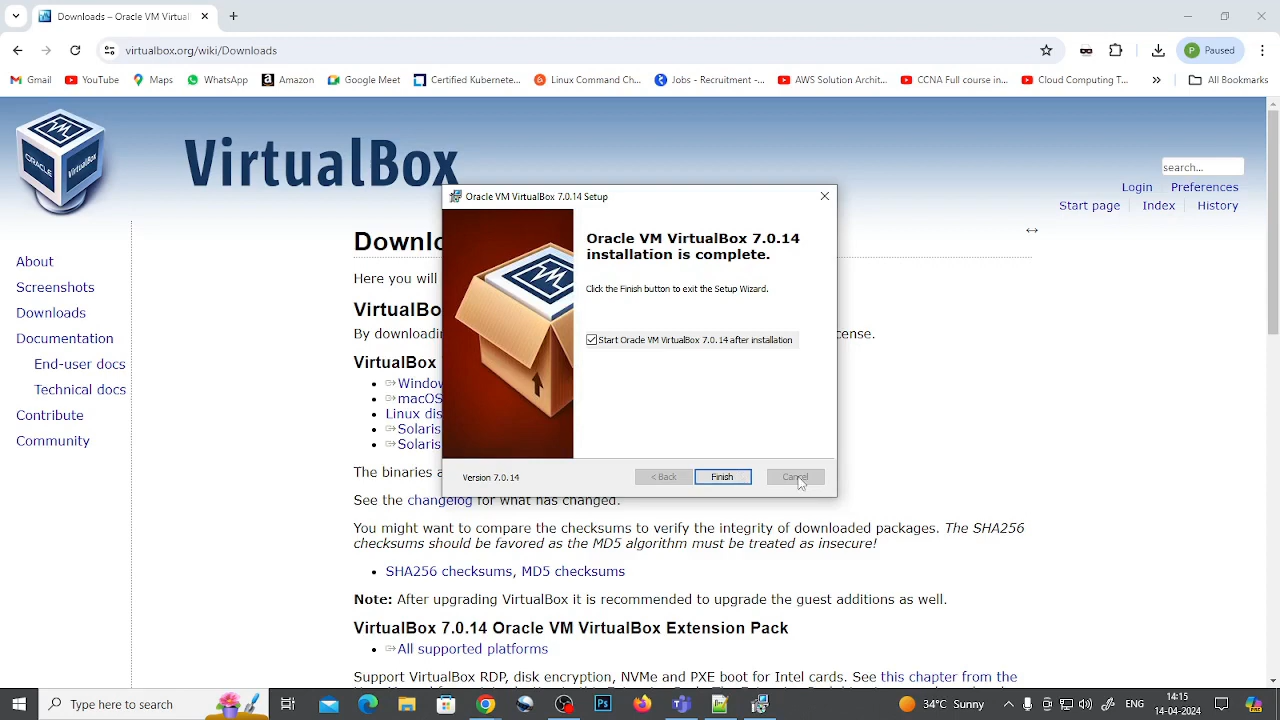 Downloads – Oracle VM Virtual
virtualbox.org/wiki/Downloads
Paused
Gmail YouTube Maps WhatsApp Amazon Google Meet Certified Kubernete... Linux Command Ch... Jobs - Recruitment -... AWS Solution Archit... CCNA Full course in... Cloud Computing T... » All Bookmarks
ORACLE VM VirtualBox
VirtualBox
search...
Login Preferences
Start page Index History
About
Screenshots
Downloads
Documentation
End-user docs
Technical docs
Contribute
Community
Downlo
Here you will
VirtualBo
By downloadin
cense.
VirtualBox
Window
macOS
Linux dis
Solaris
Solaris
The binaries a
See the changelog for what has changed.
You might want to compare the checksums to verify the integrity of downloaded packages. The SHA256
checksums should be favored as the MD5 algorithm must be treated as insecure!
SHA256 checksums, MD5 checksums
Note: After upgrading VirtualBox it is recommended to upgrade the guest additions as well.
VirtualBox 7.0.14 Oracle VM VirtualBox Extension Pack
All supported platforms
Support VirtualBox RDP, disk encryption, NVMe and PXE boot for Intel cards. See this chapter from the
Oracle VM VirtualBox 7.0.14 Setup
Oracle VM VirtualBox 7.0.14
installation is complete.
Click the Finish button to exit the Setup Wizard.
Start Oracle VM VirtualBox 7.0.14 after installation
Version 7.0.14
< Back Finish Cancel
Type here to search
34°C Sunny
ENG
14:15
14-04-2024